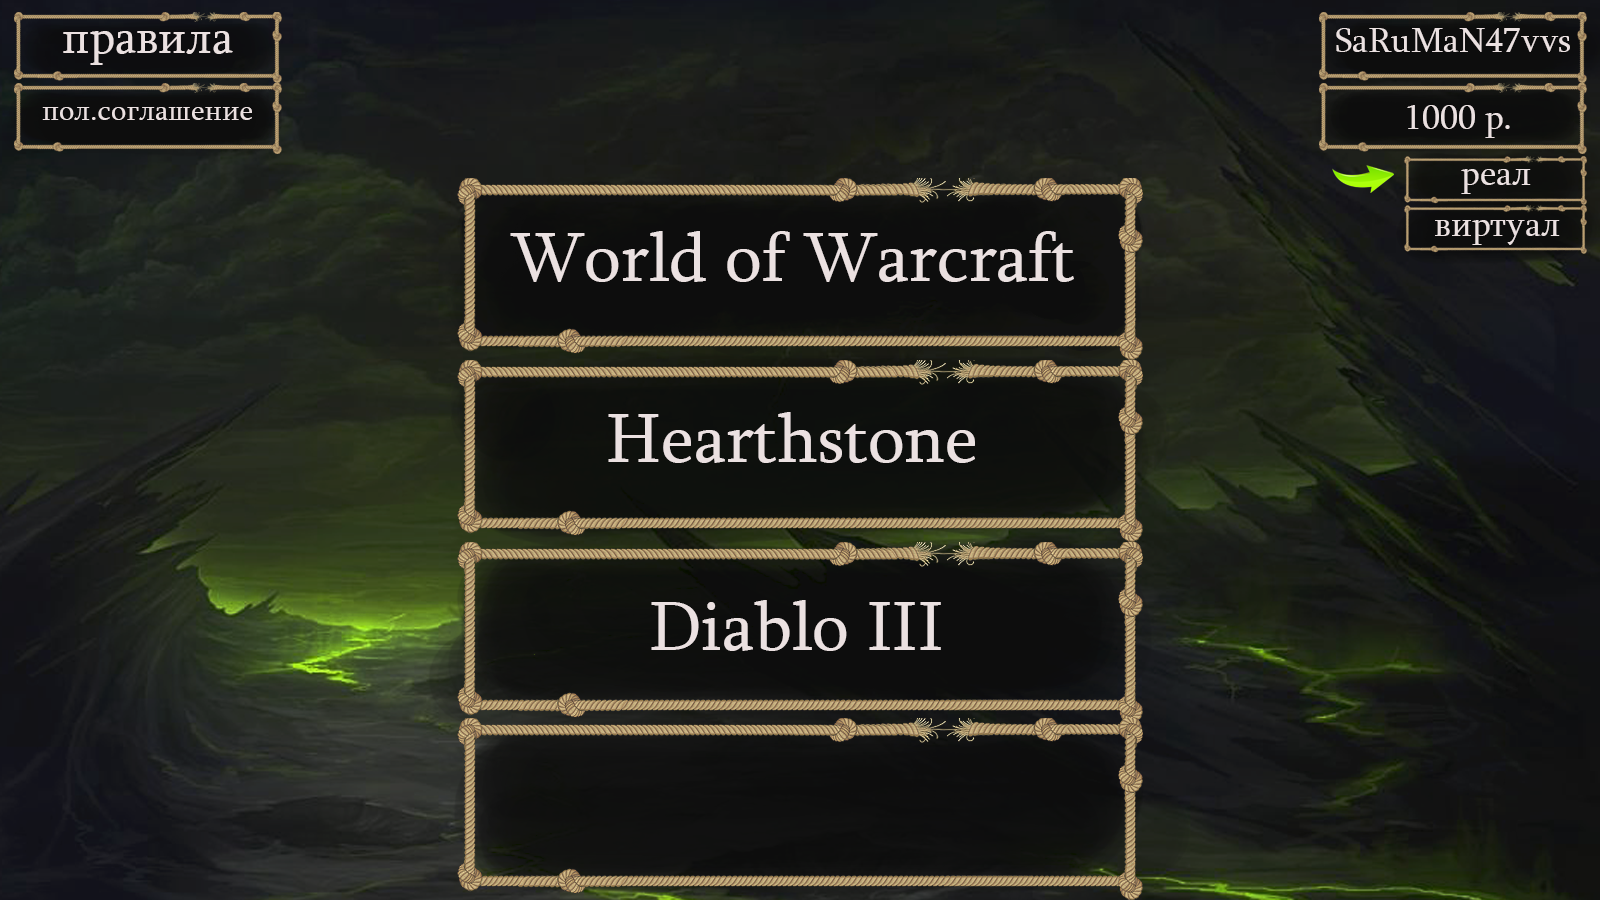 правила
пол.соглашение
SaRuMaN47vvs
1000 р.
реал
виртуал
World of Warcraft
Hearthstone
Diablo III